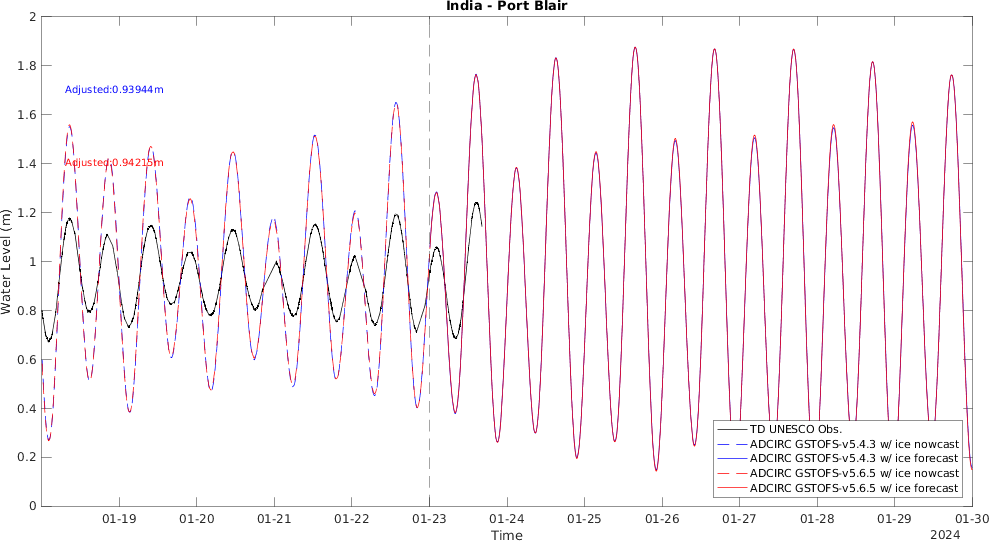 India - Port Blair
Water Level (m)
2
1.8
1.6
1.4
1.2
1
0.8
0.6
0.4
0.2
0
Adjusted:0.93944m
Adjusted:0.94215m
TD UNESCO Obs.
ADCIRC GSTOFS-v5.4.3 w/ ice nowcast
ADCIRC GSTOFS-v5.4.3 w/ ice forecast
ADCIRC GSTOFS-v5.6.5 w/ ice nowcast
ADCIRC GSTOFS-v5.6.5 w/ ice forecast
01-19 01-20 01-21 01-22 01-23 01-24 01-25 01-26 01-27 01-28 01-29 01-30
Time
2024